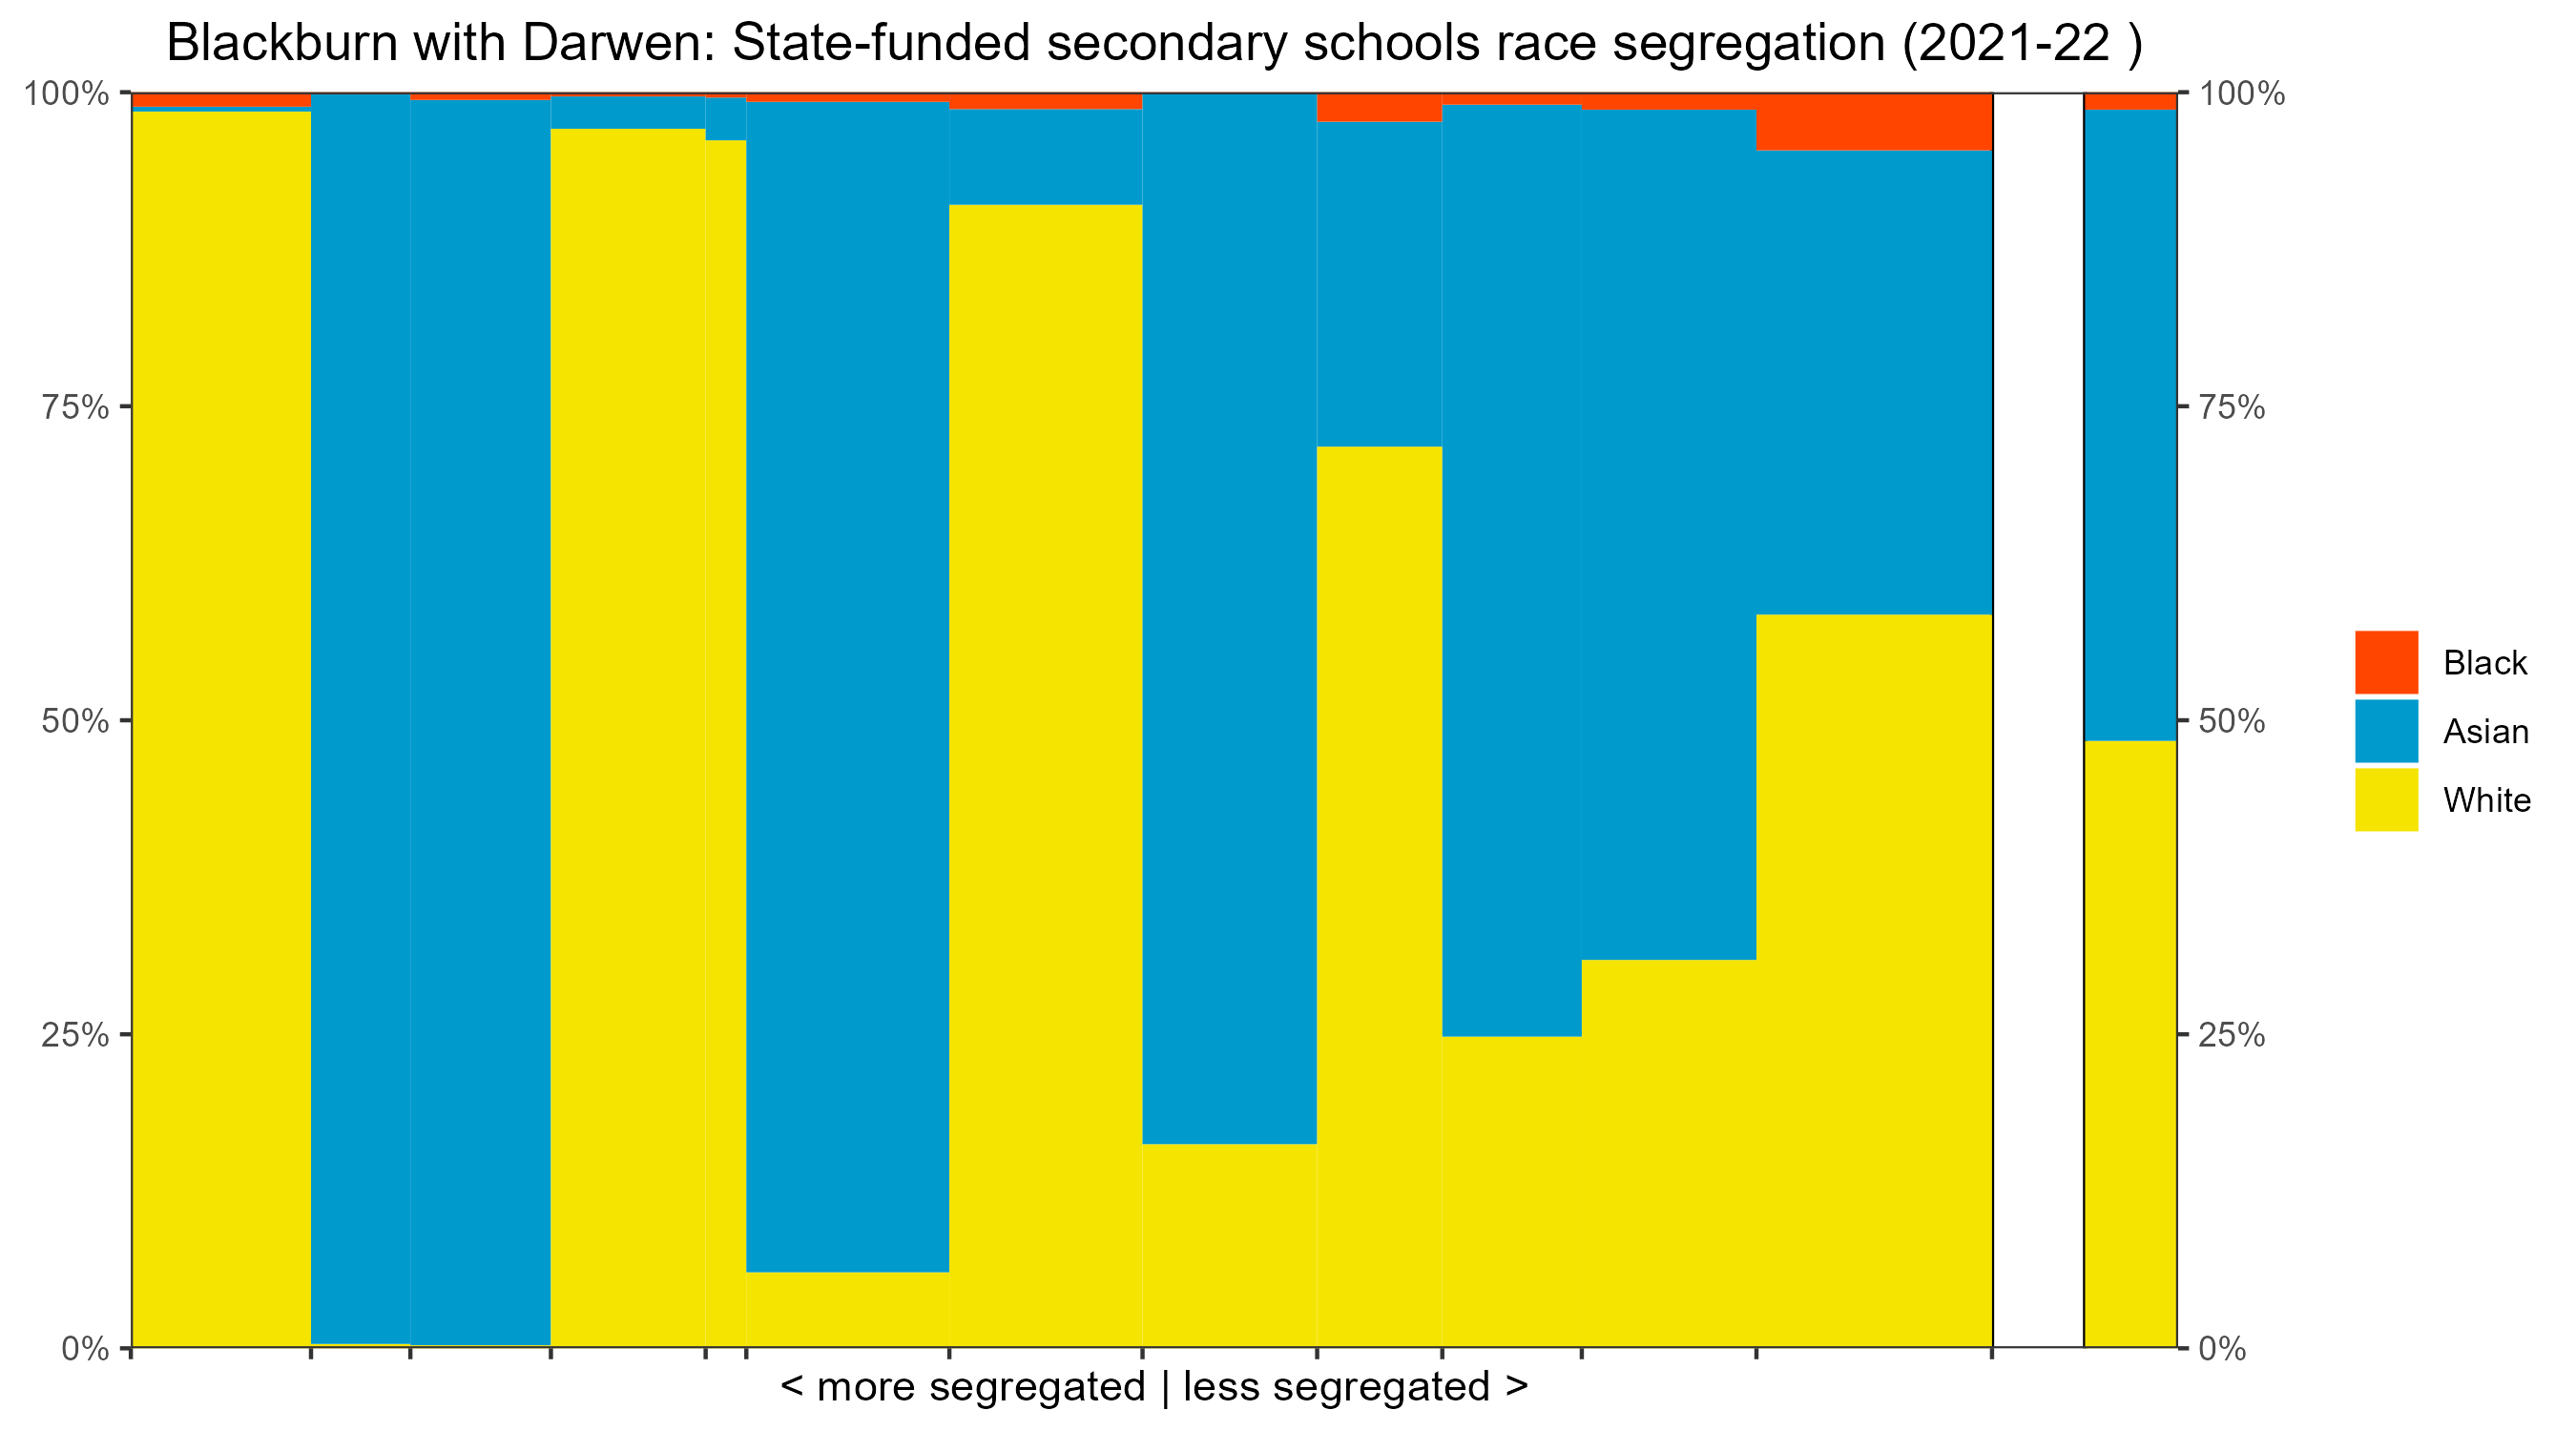 Blackburn with Darwen: State-funded secondary schools race segregation (2021-22 )
100%
75%
50%
25%
0%
100%
75%
50%
25%
0%
Black
Asian
White
< more segregated | less segregated >